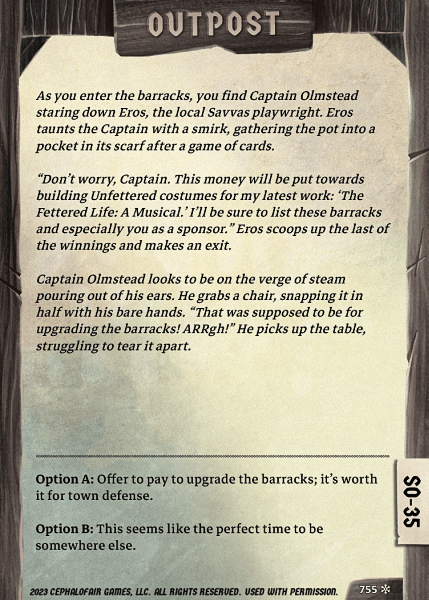 OUTPOST
As you enter the barracks, you find Captain Olmstead
staring down Eros, the local Savvas playwright. Eros
taunts the Captain with a smirk, gathering the pot into a
pocket in its scarf after a game of cards.
“Don’t worry, Captain. This money will be put towards
building Unfettered costumes for my latest work: ‘The
Fettered Life: A Musical.’ I’ll be sure to list these barracks
and especially you as a sponsor.” Eros scoops up the last of
the winnings and makes an exit.
Captain Olmstead looks to be on the verge of steam
pouring out of his ears. He grabs a chair, snapping it in
half with his bare hands. “That was supposed to be for
upgrading the barracks! ARRgh!” He picks up the table,
struggling to tear it apart.
Option A: Offer to pay to upgrade the barracks; it’s worth
it for town defense.
Option B: This seems like the perfect time to be
somewhere else.
SO-35
2023 CEPHALOFAIR GAMES, LLC. ALL RIGHTS RESERVED. USED WITH PERMISSION.
755